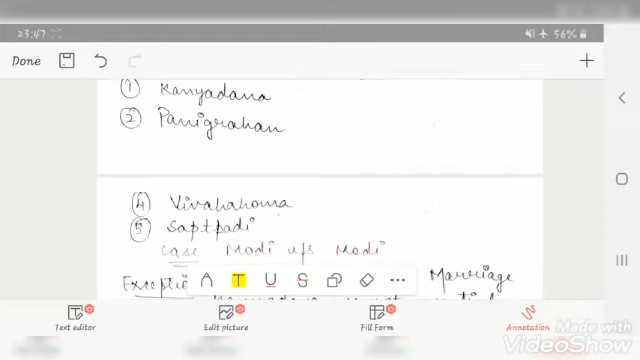 23:47
56%
Done
① Kanyadana
② Panigrahan
④ Vivahahoma
⑤ Saptpadi
Case Modi v/s Modi
Exceptio
A T U S
Marriage
Text editor
Edit picture
Fill Form
Annotation
Made with
VideoShow